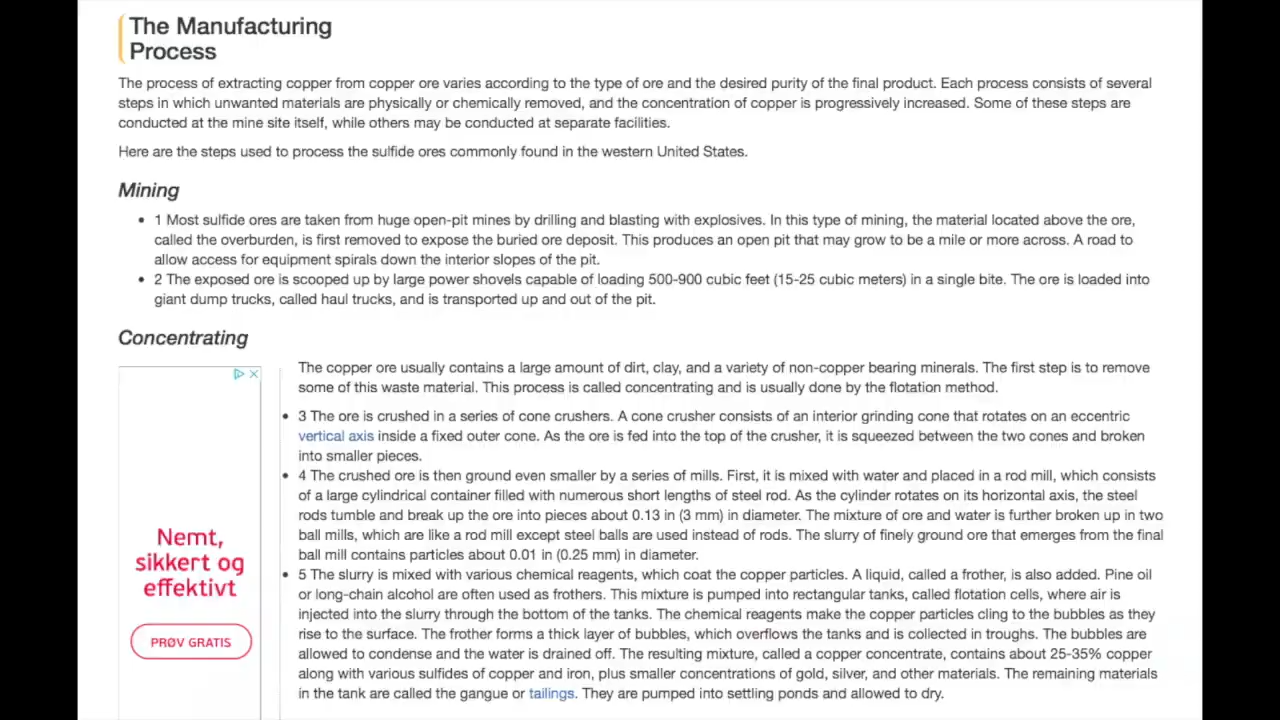 The Manufacturing
Process
The process of extracting copper from copper ore varies according to the type of ore and the desired purity of the final product. Each process consists of several
steps in which unwanted materials are physically or chemically removed, and the concentration of copper is progressively increased. Some of these steps are
conducted at the mine site itself, while others may be conducted at separate facilities.
Here are the steps used to process the sulfide ores commonly found in the western United States.
Mining
• 1 Most sulfide ores are taken from huge open-pit mines by drilling and blasting with explosives. In this type of mining, the material located above the ore,
called the overburden, is first removed to expose the buried ore deposit. This produces an open pit that may grow to be a mile or more across. A road to
allow access for equipment spirals down the interior slopes of the pit.
• 2 The exposed ore is scooped up by large power shovels capable of loading 500-900 cubic feet (15-25 cubic meters) in a single bite. The ore is loaded into
giant dump trucks, called haul trucks, and is transported up and out of the pit.
Concentrating
The copper ore usually contains a large amount of dirt, clay, and a variety of non-copper bearing minerals. The first step is to remove
some of this waste material. This process is called concentrating and is usually done by the flotation method.
• 3 The ore is crushed in a series of cone crushers. A cone crusher consists of an interior grinding cone that rotates on an eccentric
vertical axis inside a fixed outer cone. As the ore is fed into the top of the crusher, it is squeezed between the two cones and broken
into smaller pieces.
• 4 The crushed ore is then ground even smaller by a series of mills. First, it is mixed with water and placed in a rod mill, which consists
of a large cylindrical container filled with numerous short lengths of steel rod. As the cylinder rotates on its horizontal axis, the steel
rods tumble and break up the ore into pieces about 0.13 in (3 mm) in diameter. The mixture of ore and water is further broken up in two
ball mills, which are like a rod mill except steel balls are used instead of rods. The slurry of finely ground ore that emerges from the final
ball mill contains particles about 0.01 in (0.25 mm) in diameter.
• 5 The slurry is mixed with various chemical reagents, which coat the copper particles. A liquid, called a frother, is also added. Pine oil
or long-chain alcohol are often used as frothers. This mixture is pumped into rectangular tanks, called flotation cells, where air is
injected into the slurry through the bottom of the tanks. The chemical reagents make the copper particles cling to the bubbles as they
rise to the surface. The frother forms a thick layer of bubbles, which overflows the tanks and is collected in troughs. The bubbles are
allowed to condense and the water is drained off. The resulting mixture, called a copper concentrate, contains about 25-35% copper
along with various sulfides of copper and iron, plus smaller concentrations of gold, silver, and other materials. The remaining materials
in the tank are called the gangue or tailings. They are pumped into settling ponds and allowed to dry.
Nemt,
sikkert og
effektivt
PRØV GRATIS